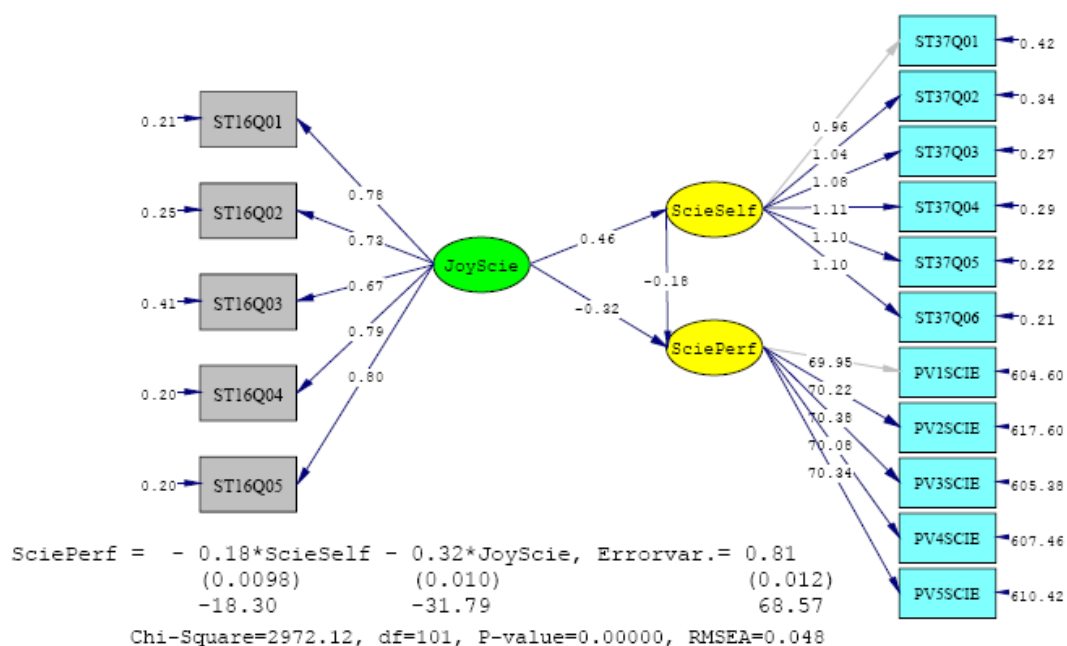 ST37Q01
0.42
ST37Q02
0.34
ST37Q03
0.27
ST37Q04
0.29
ST37Q05
0.22
ST37Q06
0.21
PV1SCIE
604.60
PV2SCIE
617.60
PV3SCIE
605.38
PV4SCIE
607.46
PV5SCIE
610.42
0.21
ST16Q01
0.25
ST16Q02
0.41
ST16Q03
0.20
ST16Q04
0.20
ST16Q05
0.78
0.73
0.67
0.79
0.80
JoyScie
0.46
-0.32
ScieSelf
-0.18
SciePerf
0.96
1.04
1.08
1.11
1.10
1.10
69.95
70.22
70.38
70.08
70.34
SciePerf = - 0.18*ScieSelf - 0.32*JoyScie, Errorvar.= 0.81
(0.0098) (0.010) (0.012)
-18.30 -31.79 68.57
Chi-Square=2972.12, df=101, P-value=0.00000, RMSEA=0.048